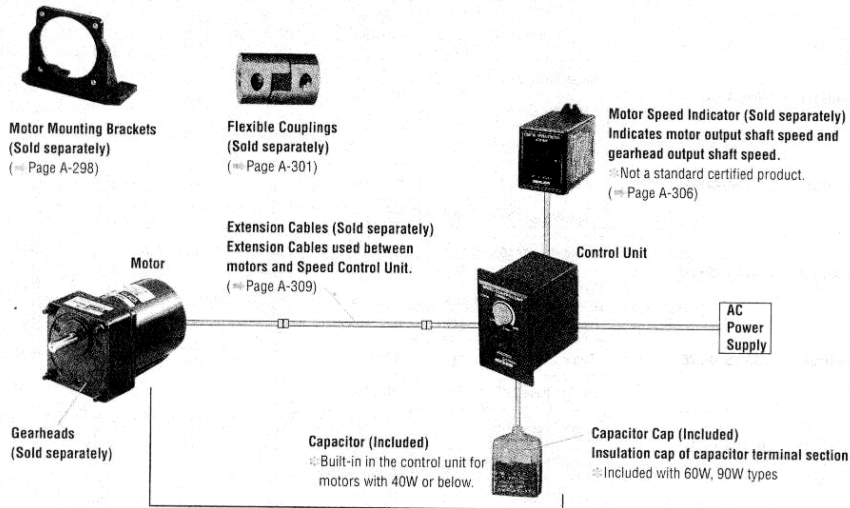 Motor Mounting Brackets
(Sold separately)
(⇒ Page A-298)
Flexible Couplings
(Sold separately)
(⇒ Page A-301)
Motor Speed Indicator (Sold separately)
Indicates motor output shaft speed and
gearhead output shaft speed.
※Not a standard certified product.
(⇒ Page A-306)
Extension Cables (Sold separately)
Extension Cables used between
motors and Speed Control Unit.
(⇒ Page A-309)
Motor
Control Unit
AC
Power
Supply
Gearheads
(Sold separately)
Capacitor (Included)
※Built-in in the control unit for
motors with 40W or below.
Capacitor Cap (Included)
Insulation cap of capacitor terminal section
※Included with 60W, 90W types